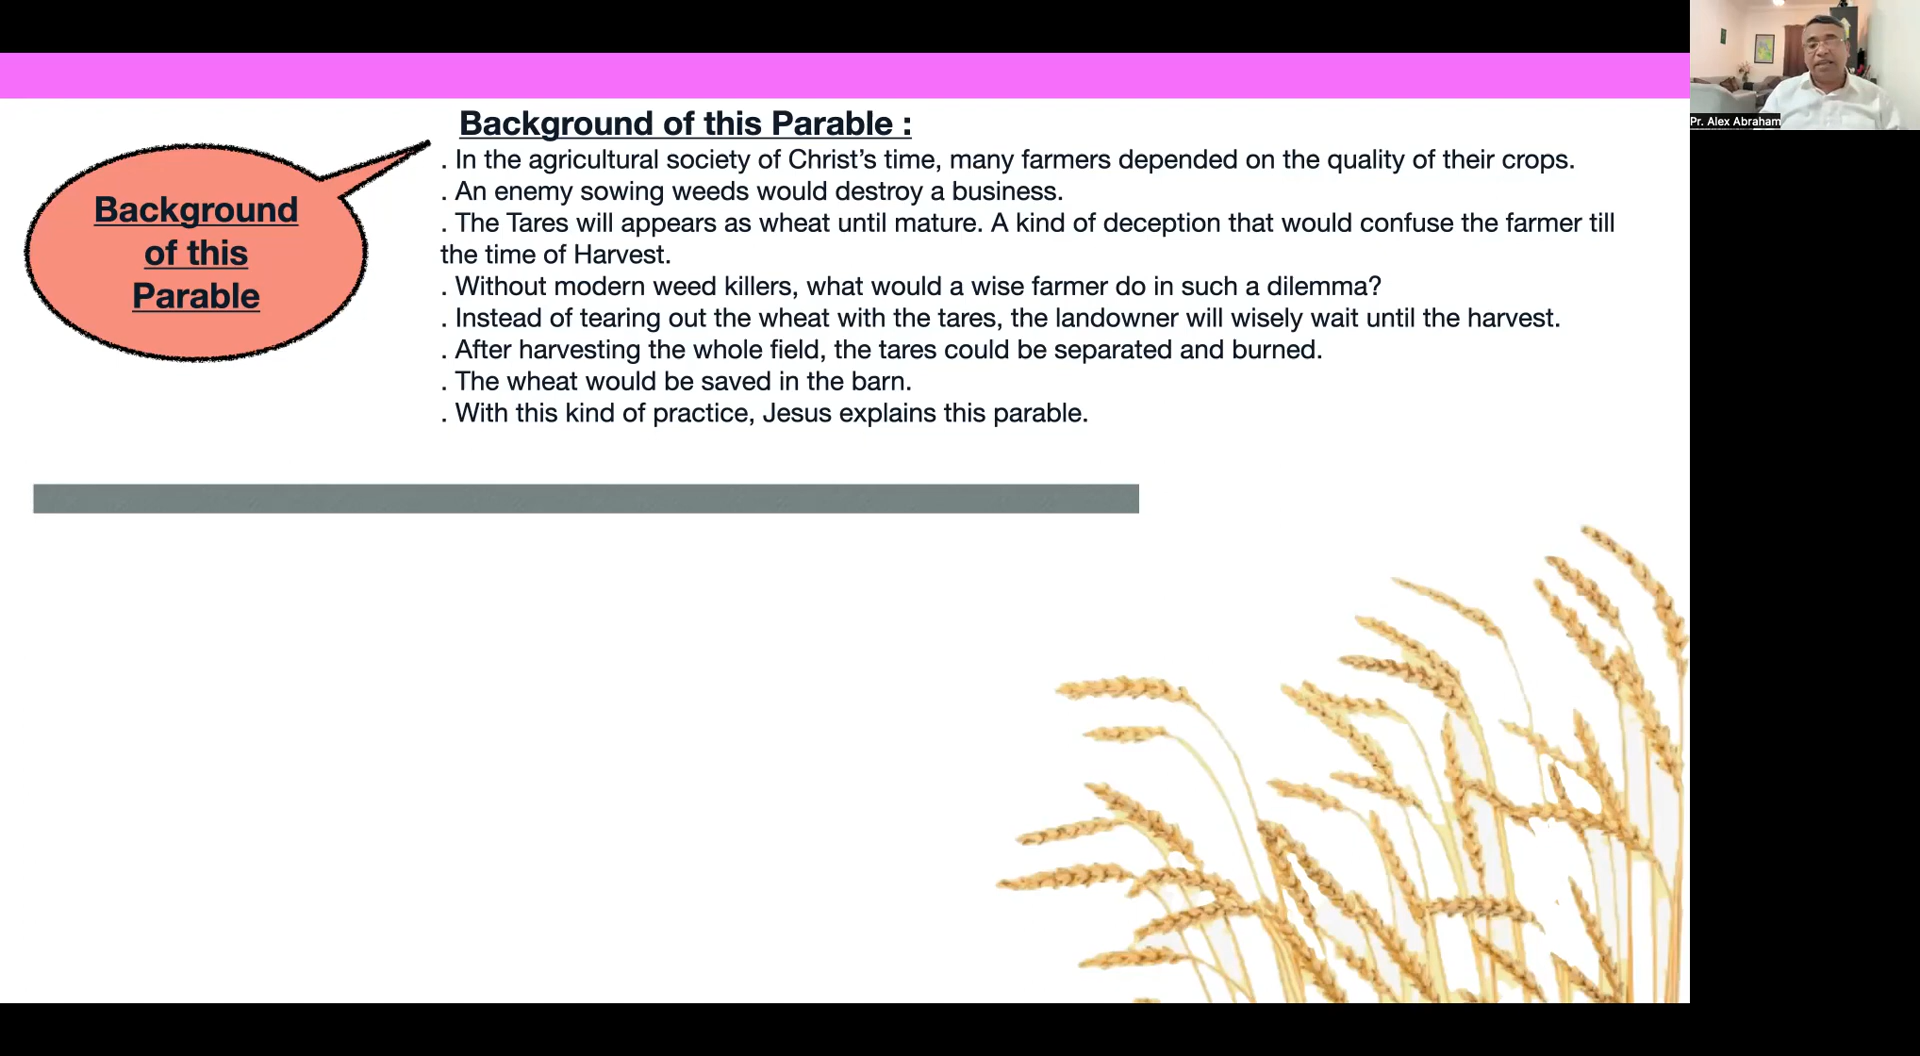 Background
of this
Parable
Background of this Parable :
. In the agricultural society of Christ’s time, many farmers depended on the quality of their crops.
. An enemy sowing weeds would destroy a business.
. The Tares will appears as wheat until mature. A kind of deception that would confuse the farmer till
the time of Harvest.
. Without modern weed killers, what would a wise farmer do in such a dilemma?
. Instead of tearing out the wheat with the tares, the landowner will wisely wait until the harvest.
. After harvesting the whole field, the tares could be separated and burned.
. The wheat would be saved in the barn.
. With this kind of practice, Jesus explains this parable.
Pr. Alex Abraham